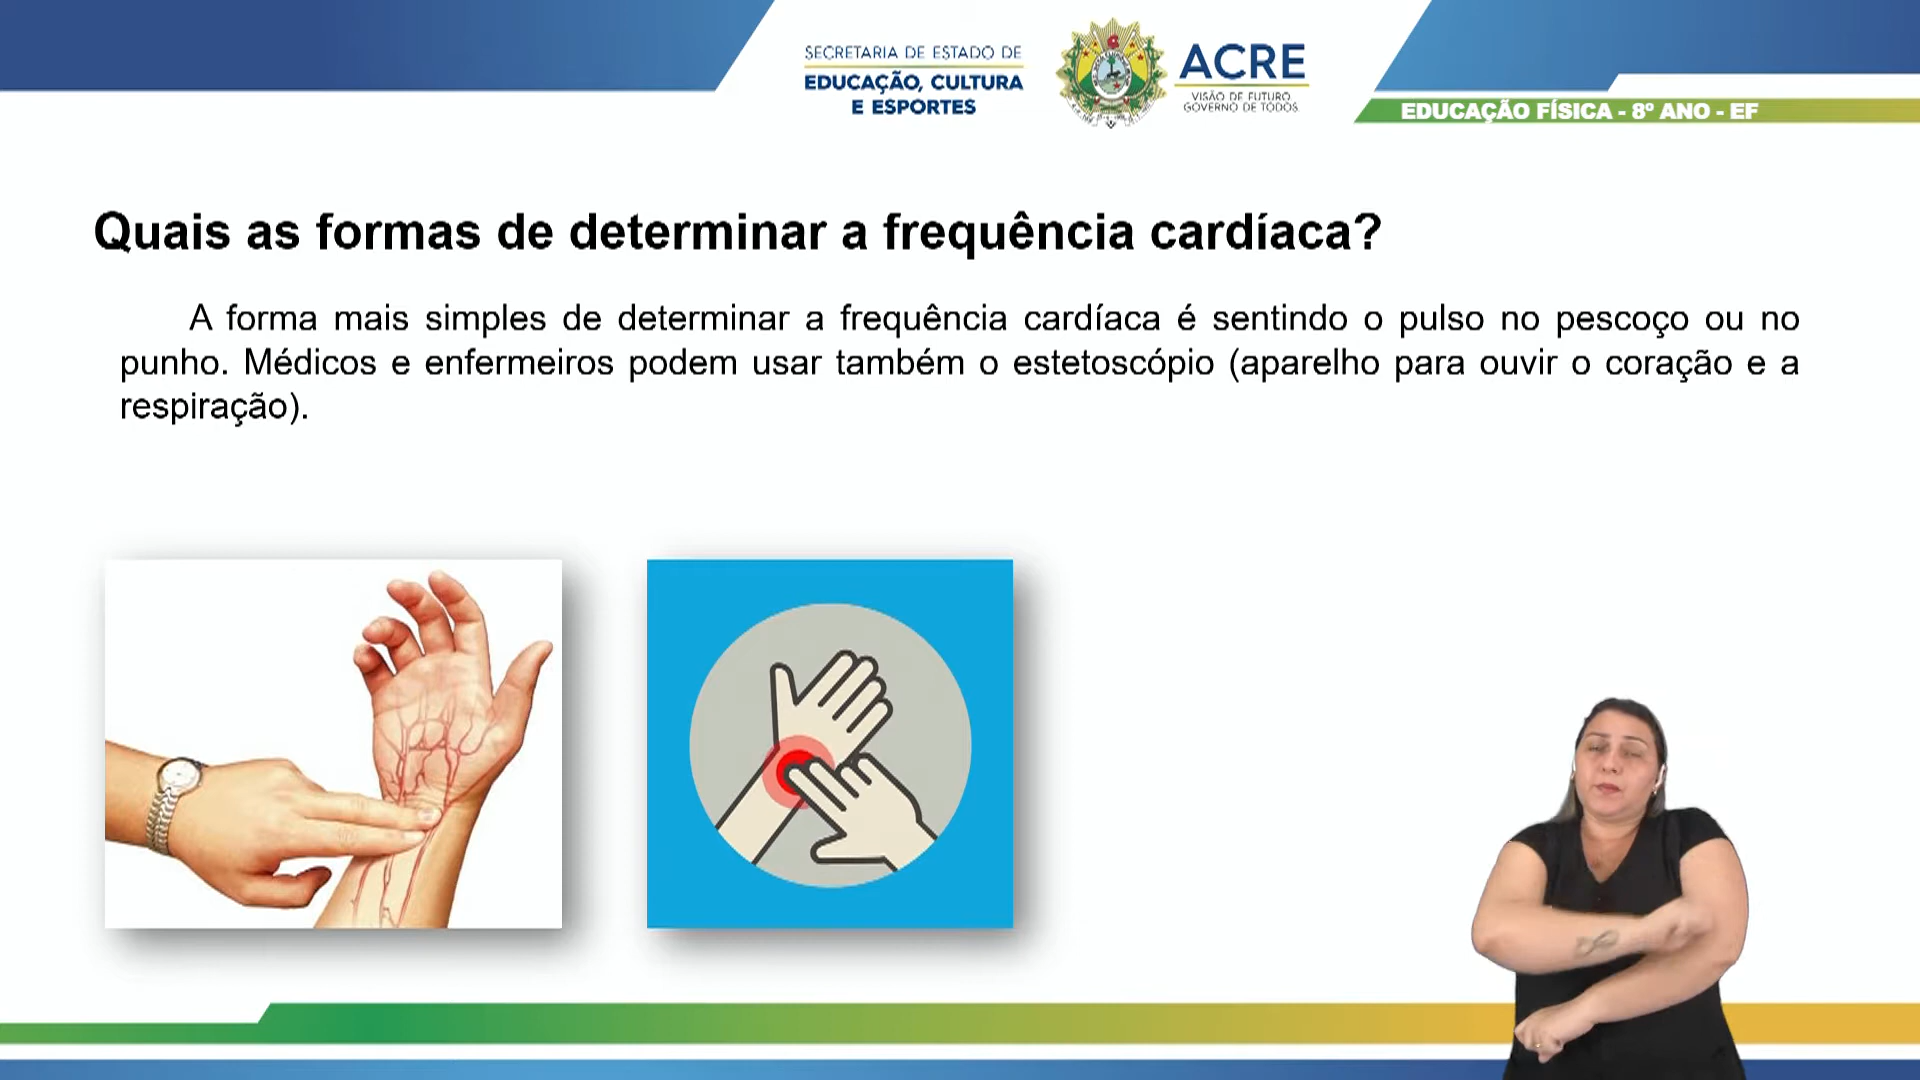 SECRETARIA DE ESTADO DE
EDUCAÇÃO, CULTURA
E ESPORTES
ACRE
VISÃO DE FUTURO
GOVERNO DE TODOS
EDUCAÇÃO FÍSICA - 8º ANO - EF
Quais as formas de determinar a frequência cardíaca?
A forma mais simples de determinar a frequência cardíaca é sentindo o pulso no pescoço ou no
punho. Médicos e enfermeiros podem usar também o estetoscópio (aparelho para ouvir o coração e a
respiração).